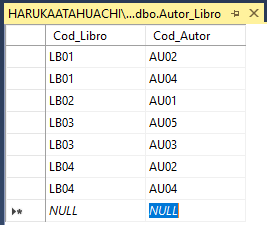 HARUKAATAHUACHI\...dbo.Autor_Libro
Cod_Libro Cod_Autor
LB01 AU02
LB01 AU04
LB02 AU01
LB03 AU05
LB03 AU03
LB04 AU02
LB04 AU04
NULL NULL